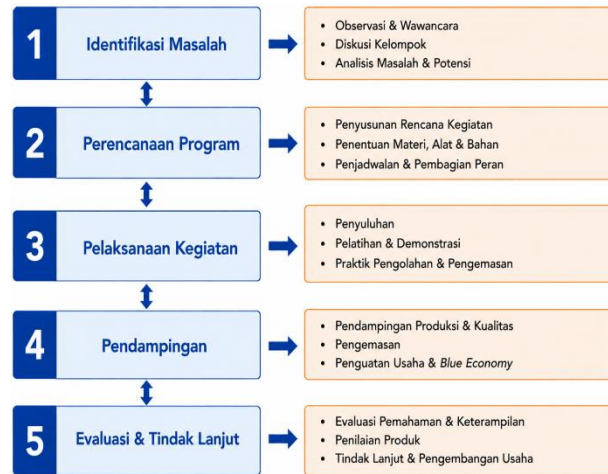 1
Identifikasi Masalah
• Observasi & Wawancara
• Diskusi Kelompok
• Analisis Masalah & Potensi
2
Perencanaan Program
• Penyusunan Rencana Kegiatan
• Penentuan Materi, Alat & Bahan
• Penjadwalan & Pembagian Peran
3
Pelaksanaan Kegiatan
• Penyuluhan
• Pelatihan & Demonstrasi
• Praktik Pengolahan & Pengemasan
4
Pendampingan
• Pendampingan Produksi & Kualitas
• Pengemasan
• Penguatan Usaha & Blue Economy
5
Evaluasi & Tindak Lanjut
• Evaluasi Pemahaman & Keterampilan
• Penilaian Produk
• Tindak Lanjut & Pengembangan Usaha